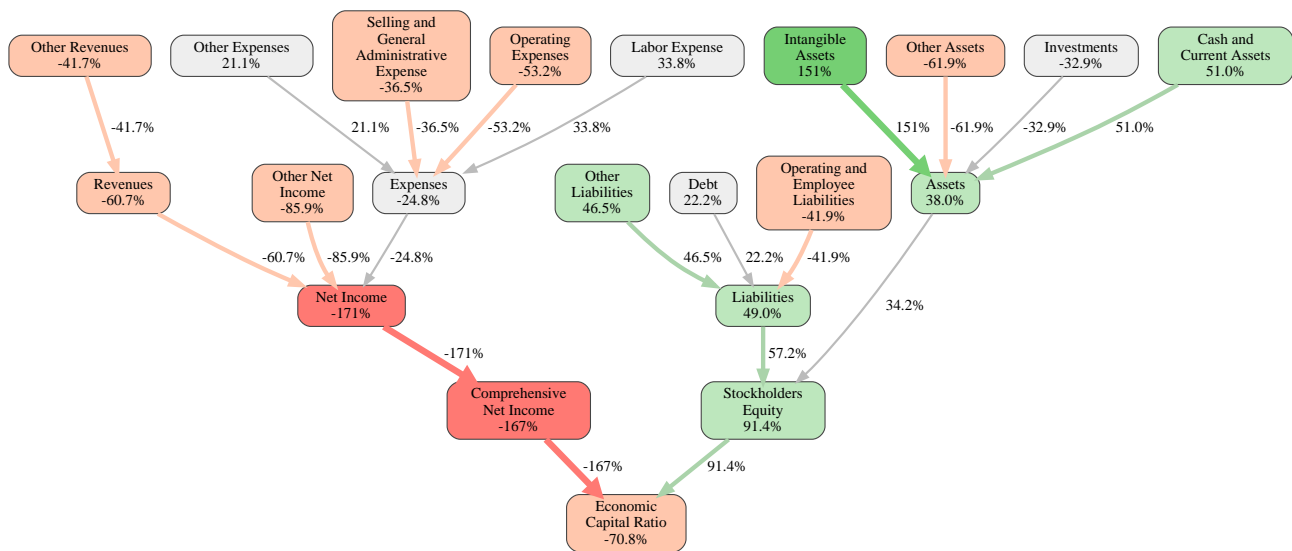 Other Revenues
-41.7%
Other Expenses
21.1%
Selling and
General
Administrative
Expense
-36.5%
Operating
Expenses
-53.2%
Labor Expense
33.8%
Intangible
Assets
151%
Other Assets
-61.9%
Investments
-32.9%
Cash and
Current Assets
51.0%
-41.7%
21.1%
-36.5%
-53.2%
33.8%
151%
-61.9%
-32.9%
51.0%
Revenues
-60.7%
Other Net
Income
-85.9%
Expenses
-24.8%
Other
Liabilities
46.5%
Debt
22.2%
Operating and
Employee
Liabilities
-41.9%
Assets
38.0%
-60.7%
-85.9%
-24.8%
46.5%
22.2%
-41.9%
34.2%
Net Income
-171%
Liabilities
49.0%
-171%
57.2%
Comprehensive
Net Income
-167%
Stockholders
Equity
91.4%
-167%
91.4%
Economic
Capital Ratio
-70.8%